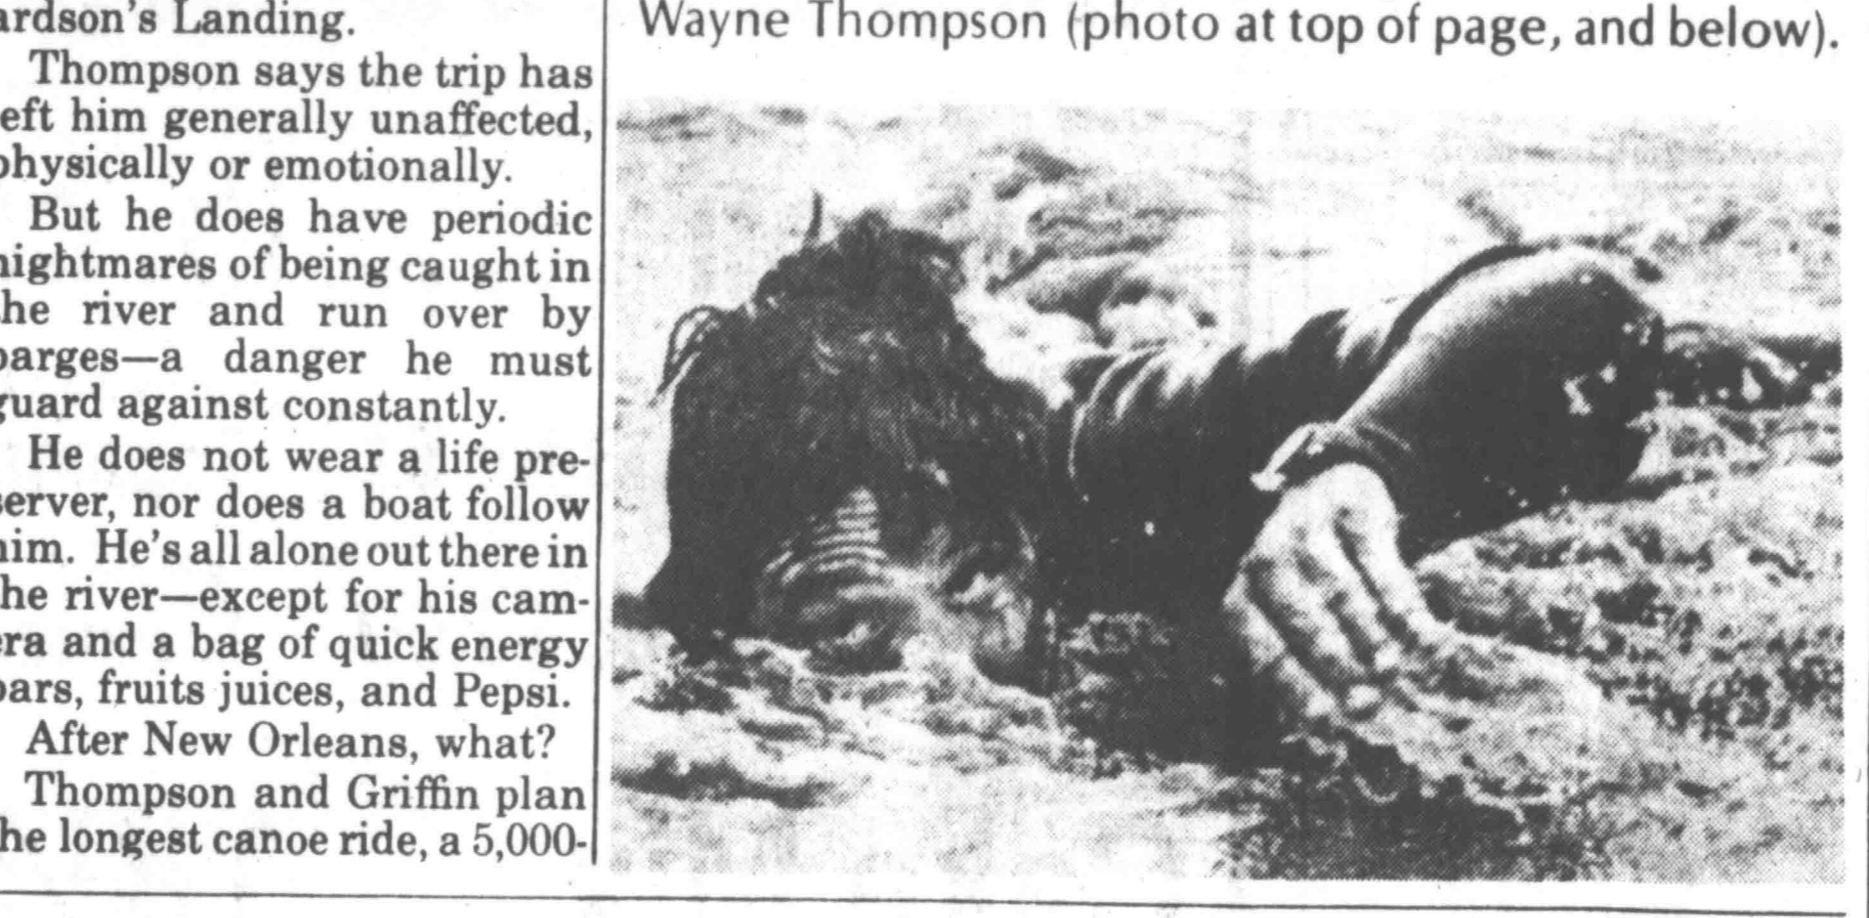 ardson's Landing.
Thompson says the trip has
eft him generally unaffected,
physically or emotionally.
But he does have periodic
nightmares of being caught in
he river and run over by
barges—a danger he must
guard against constantly.
He does not wear a life pre-
server, nor does a boat follow
him. He's all alone out there in
he river—except for his cam-
era and a bag of quick energy
bars, fruits juices, and Pepsi.
After New Orleans, what?
Thompson and Griffin plan
he longest canoe ride, a 5,000-
Wayne Thompson (photo at top of page, and below).